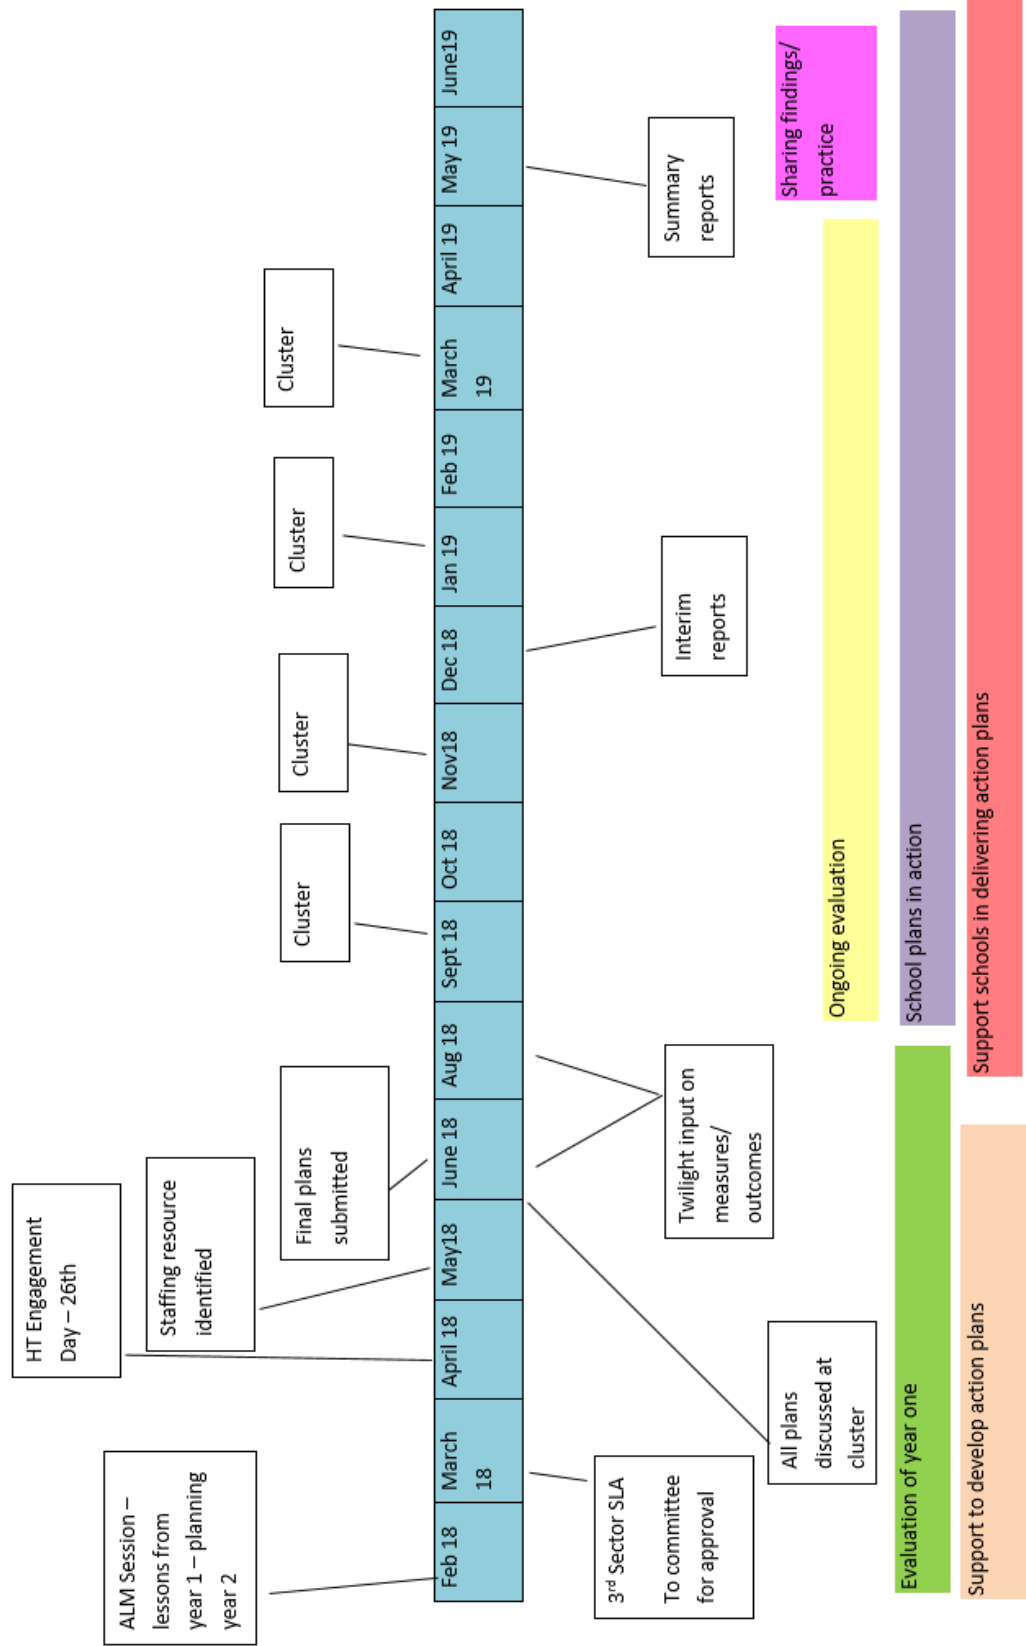 HT Engagement
Day – 26th
ALM Session –
lessons from
year 1 – planning
year 2
Staffing resource
identified
Final plans
submitted
Cluster
Cluster
Cluster
Cluster
Feb 18
March
18
April 18
May18
June 18
Aug 18
Sept 18
Oct 18
Nov18
Dec 18
Jan 19
Feb 19
March
19
April 19
May 19
June19
3rd Sector SLA
To committee
for approval
All plans
discussed at
cluster
Twilight input on
measures/
outcomes
Interim
reports
Summary
reports
Sharing findings/
practice
Ongoing evaluation
Evaluation of year one
School plans in action
Support to develop action plans
Support schools in delivering action plans